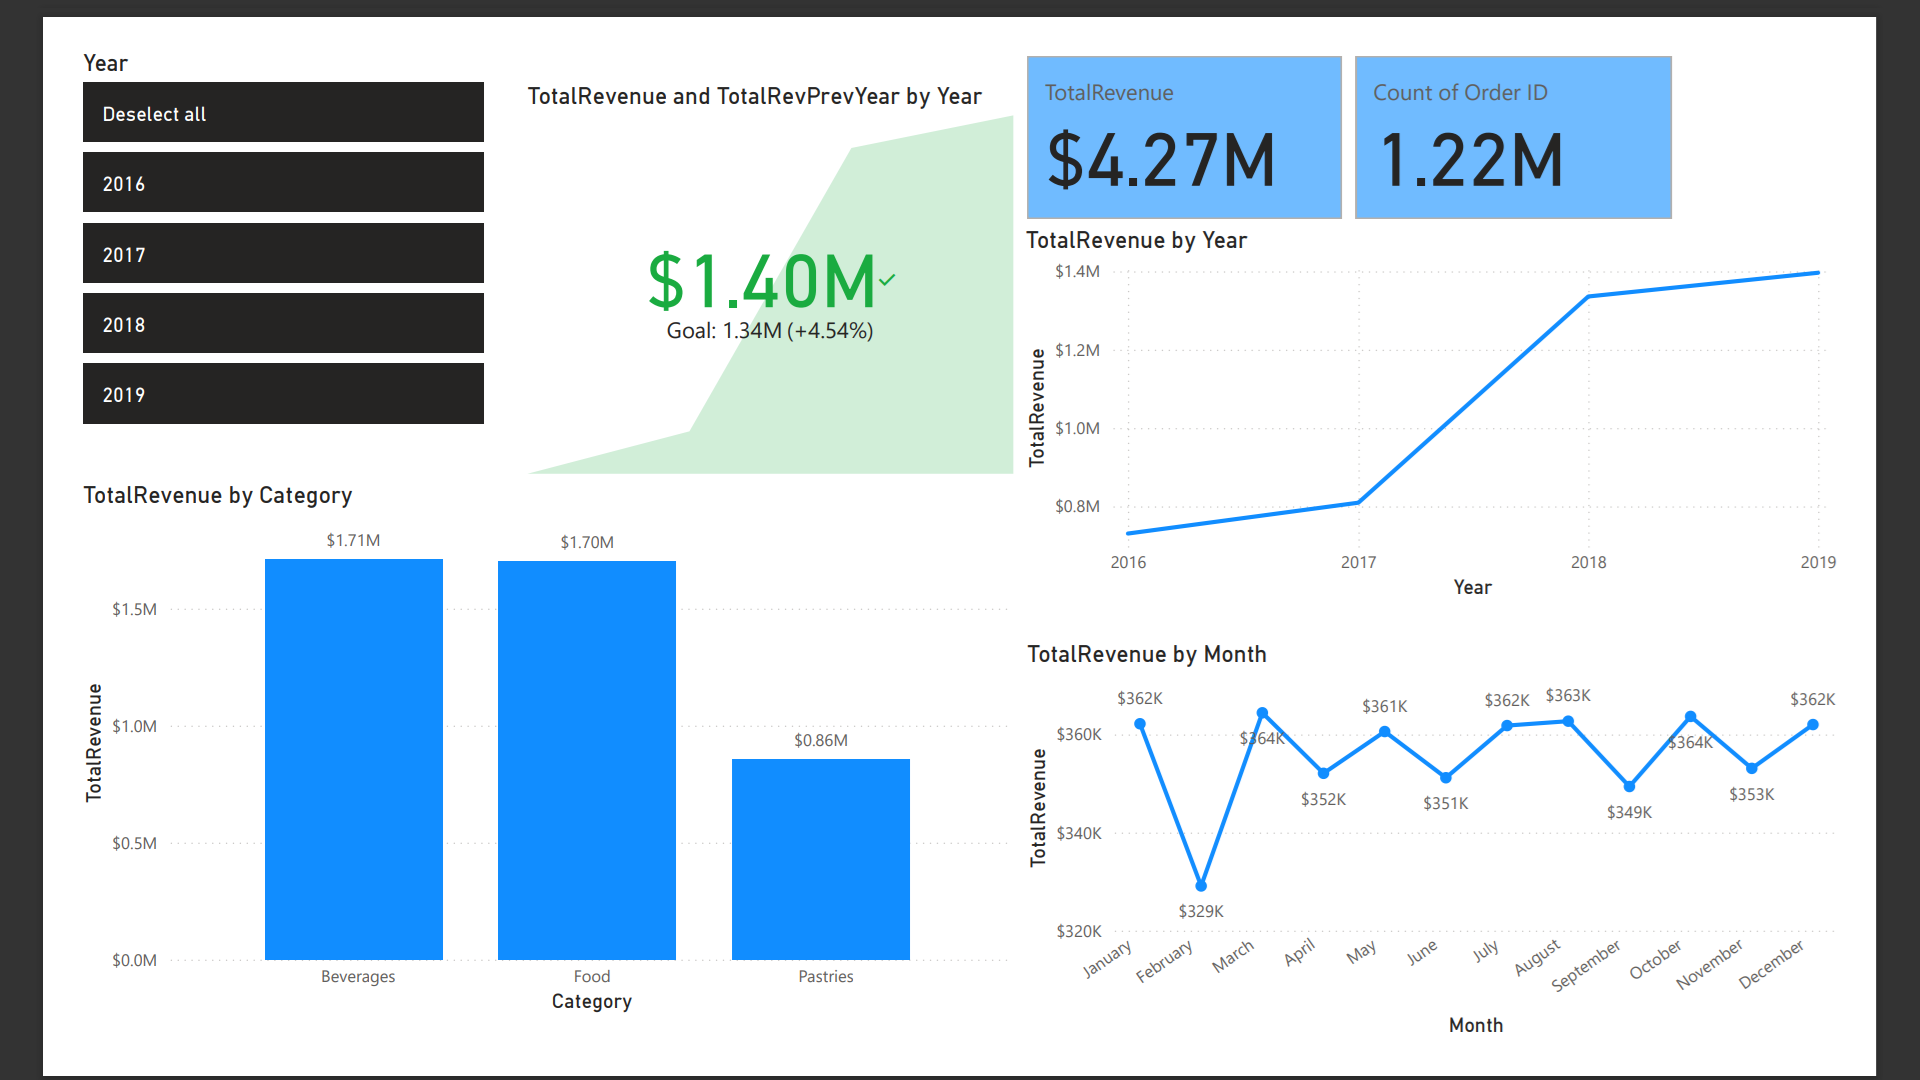 Year
Deselect all
2016
2017
2018
2019
TotalRevenue and TotalRevPrevYear by Year
$1.40M
Goal: 1.34M (+4.54%)
TotalRevenue
$4.27M
Count of Order ID
1.22M
TotalRevenue by Year
TotalRevenue
$1.4M
$1.2M
$1.0M
$0.8M
2016 2017 2018 2019
Year
TotalRevenue by Category
TotalRevenue
$1.5M
$1.0M
$0.5M
$0.0M
$1.71M
$1.70M
$0.86M
Beverages Food Pastries
Category
TotalRevenue by Month
TotalRevenue
$360K
$340K
$320K
$362K
$329K
$364K
$352K
$361K
$351K
$362K
$363K
$349K
$364K
$353K
$362K
January
February
March
April
May
June
July
August
September
October
November
December
Month